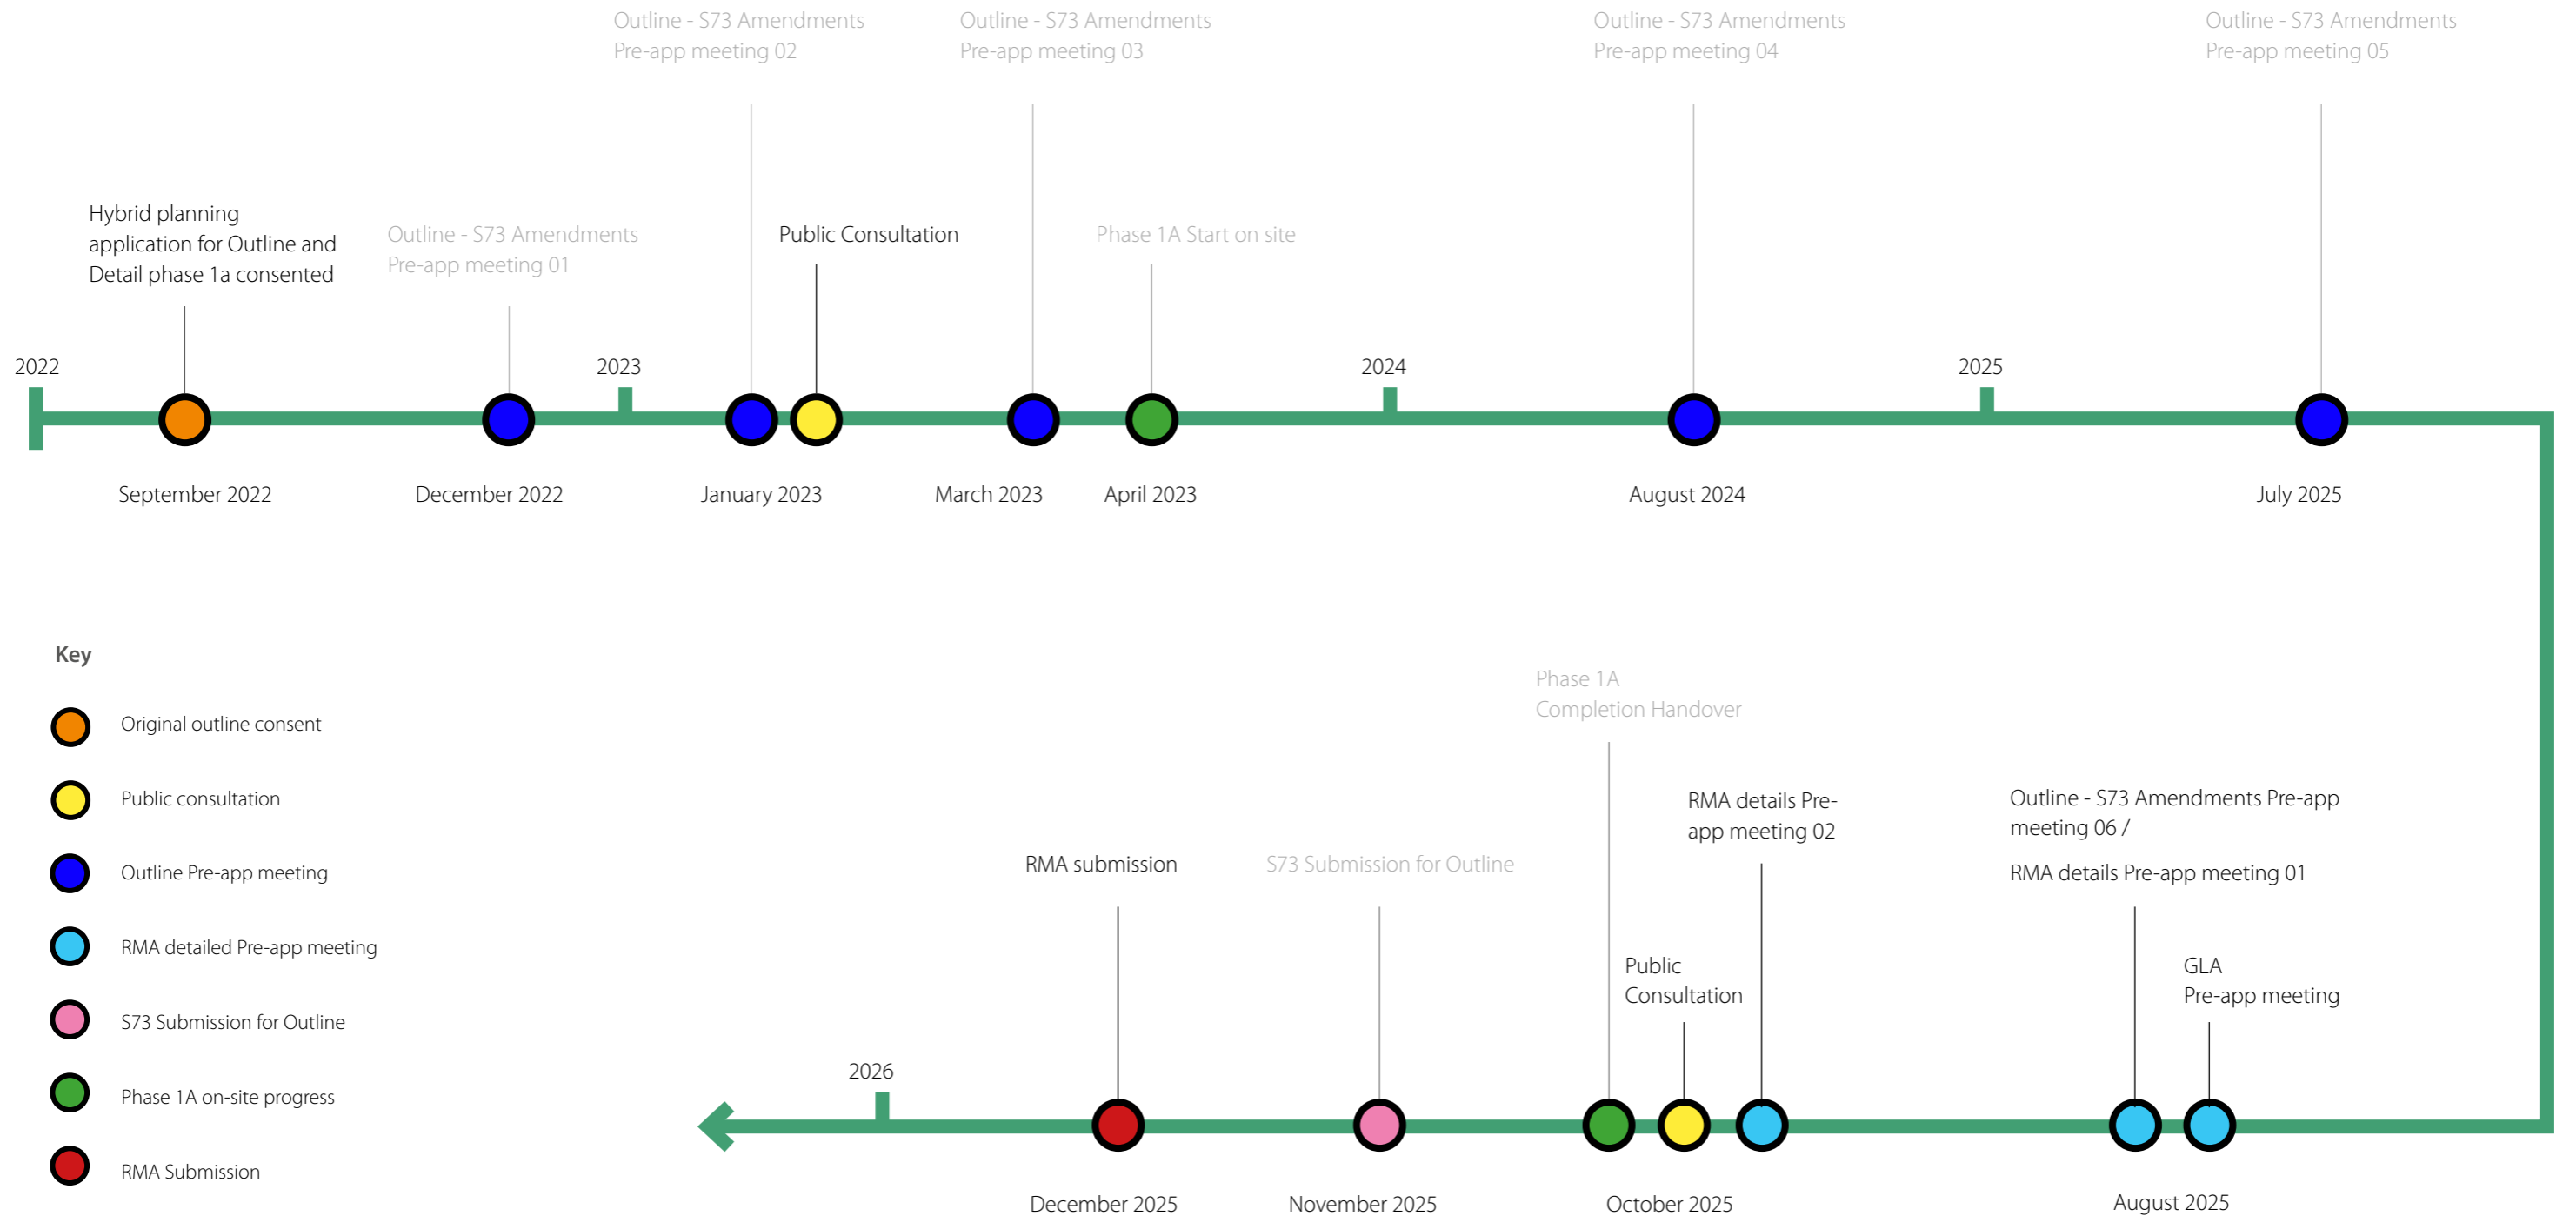 Outline - S73 Amendments
Pre-app meeting 02
Outline - S73 Amendments
Pre-app meeting 03
Outline - S73 Amendments
Pre-app meeting 04
Outline - S73 Amendments
Pre-app meeting 05
Hybrid planning
application for Outline and
Detail phase 1a consented
Outline - S73 Amendments
Pre-app meeting 01
Public Consultation
Phase 1A Start on site
2022
2023
2024
2025
September 2022
December 2022
January 2023
March 2023
April 2023
August 2024
July 2025
Key
Original outline consent
Public consultation
Outline Pre-app meeting
RMA detailed Pre-app meeting
S73 Submission for Outline
Phase 1A on-site progress
RMA Submission
Outline - S73 Amendments Pre-app
meeting 06 /
RMA details Pre-app meeting 01
GLA
Pre-app meeting
RMA details Pre-
app meeting 02
Public
Consultation
Phase 1A
Completion Handover
S73 Submission for Outline
RMA submission
2026
December 2025
November 2025
October 2025
August 2025